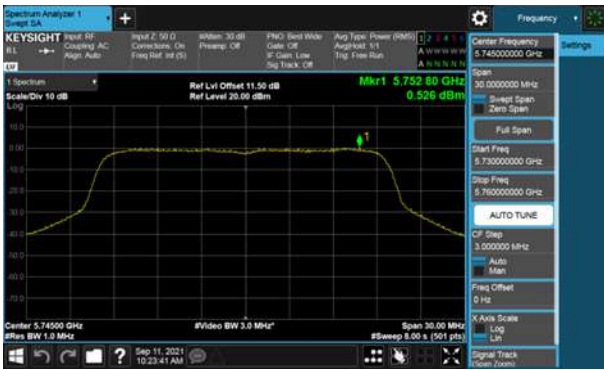 Spectrum Analyzer 1
Swept SA
+
Frequency
KEYSIGHT
Input: RF
Input Z: 50 Ω
#Atten: 30 dB
PNO: Best Wide
Avg Type: Power (RMS)
1 2 3 4 5 6
RL
Coupling: AC
Corrections: On
Preamp: Off
Gate: Off
Avg|Hold: 1/1
A W W W W W
Align: Auto
Freq Ref: Int (S)
IF Gain: Low
Trig: Free Run
Sig Track: Off
A N N N N N
1 Spectrum
Ref Lvl Offset 11.50 dB
Mkr1 5.752 80 GHz
Scale/Div 10 dB
Ref Level 20.00 dBm
0.526 dBm
Log
10.0
0.00
-10.0
-20.0
-30.0
-40.0
-50.0
-60.0
-70.0
1
Center 5.74500 GHz
#Video BW 3.0 MHz*
Span 30.00 MHz
#Res BW 1.0 MHz
#Sweep 8.00 s (501 pts)
Sep 11, 2021
10:23:41 AM
Center Frequency
5.745000000 GHz
Settings
Span
30.0000000 MHz
Swept Span
Zero Span
Full Span
Start Freq
5.730000000 GHz
Stop Freq
5.760000000 GHz
AUTO TUNE
CF Step
3.000000 MHz
Auto
Man
Freq Offset
0 Hz
X Axis Scale
Log
Lin
Signal Track
(Span Zoom)